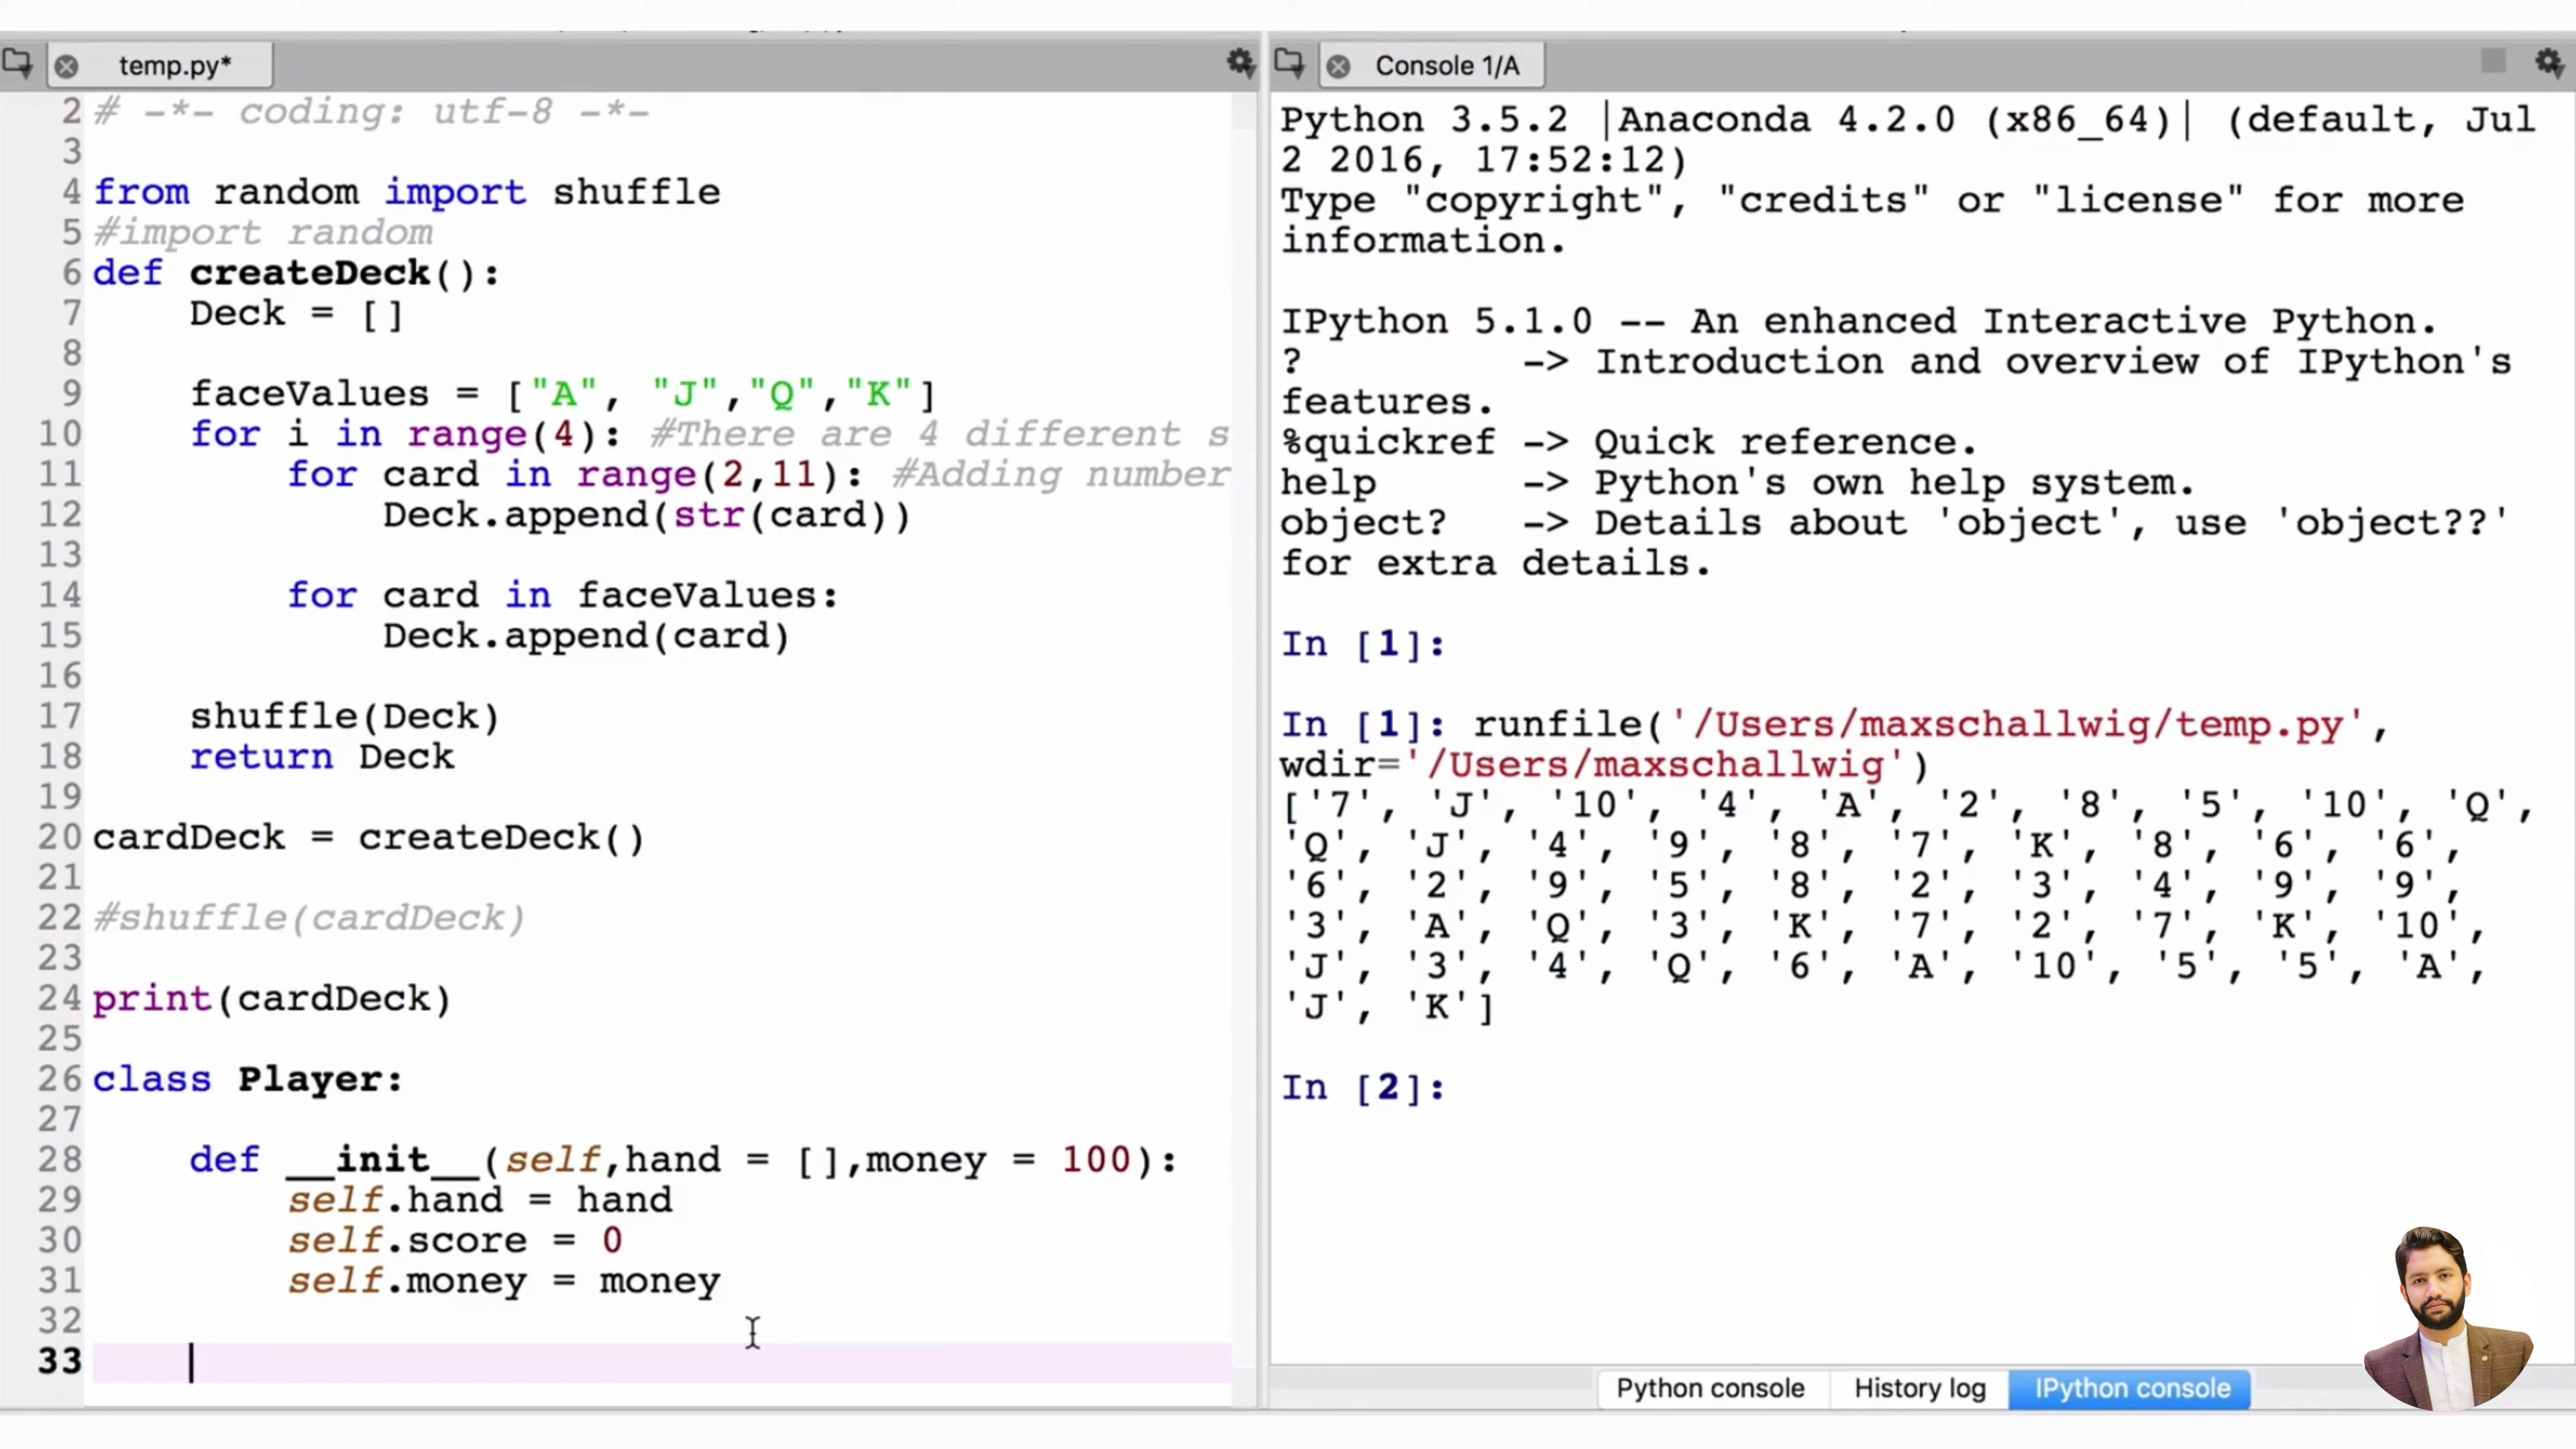 temp.py*
2 # -*- coding: utf-8 -*-
3
4 from random import shuffle
5 #import random
6 def createDeck():
7     Deck = []
8
9     faceValues = ["A", "J","Q","K"]
10     for i in range(4): #There are 4 different s
11         for card in range(2,11): #Adding number
12             Deck.append(str(card))
13
14         for card in faceValues:
15             Deck.append(card)
16
17     shuffle(Deck)
18     return Deck
19
20 cardDeck = createDeck()
21
22 #shuffle(cardDeck)
23
24 print(cardDeck)
25
26 class Player:
27
28     def __init__(self,hand = [],money = 100):
29         self.hand = hand
30         self.score = 0
31         self.money = money
32
33
Console 1/A
Python 3.5.2 |Anaconda 4.2.0 (x86_64)| (default, Jul
2 2016, 17:52:12)
Type "copyright", "credits" or "license" for more
information.
IPython 5.1.0 -- An enhanced Interactive Python.
?         -> Introduction and overview of IPython's
features.
%quickref -> Quick reference.
help      -> Python's own help system.
object?   -> Details about 'object', use 'object??'
for extra details.
In [1]:
In [1]: runfile('/Users/maxschallwig/temp.py',
wdir='/Users/maxschallwig')
['7', 'J', '10', '4', 'A', '2', '8', '5', '10', 'Q',
'Q', 'J', '4', '9', '8', '7', 'K', '8', '6', '6',
'6', '2', '9', '5', '8', '2', '3', '4', '9', '9',
'3', 'A', 'Q', '3', 'K', '7', '2', '7', 'K', '10',
'J', '3', '4', 'Q', '6', 'A', '10', '5', '5', 'A',
'J', 'K']
In [2]:
Python console
History log
IPython console